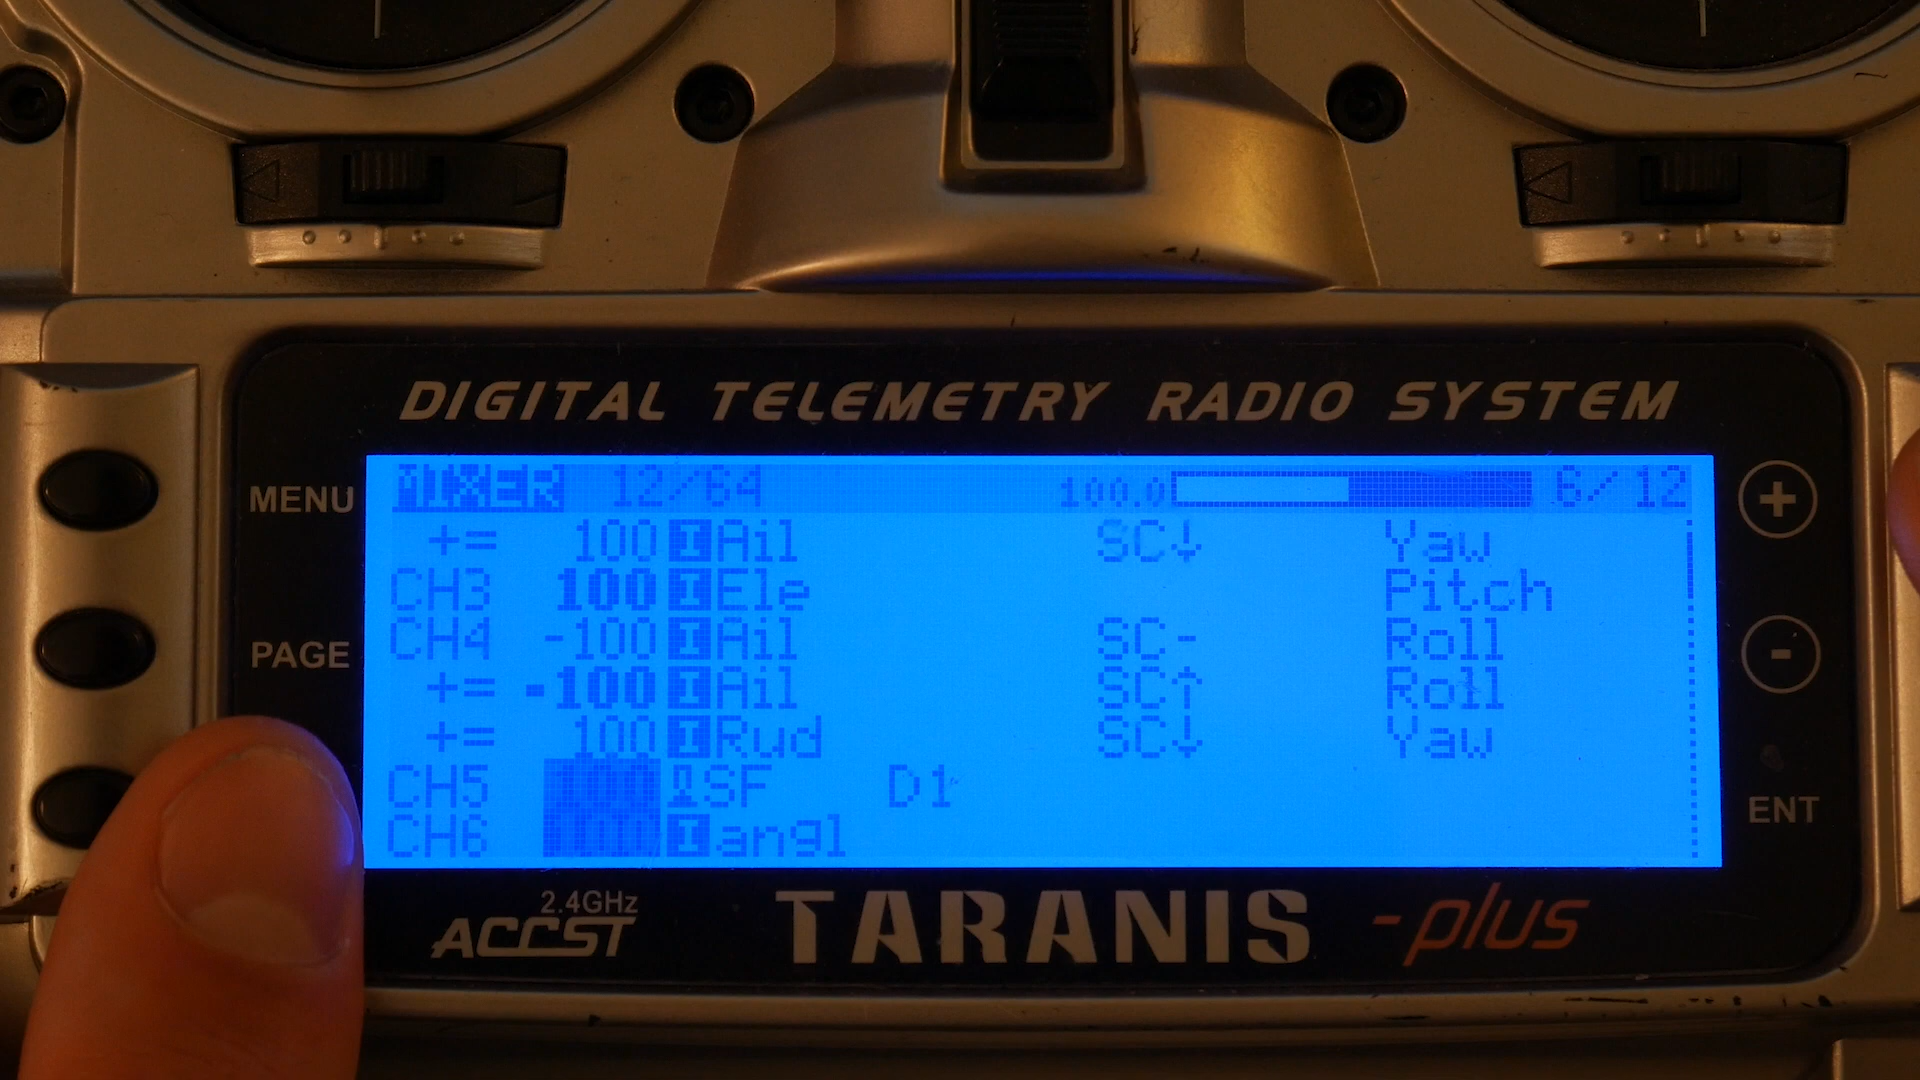 DIGITAL TELEMETRY RADIO SYSTEM
MENU
PAGE
MIXER 12/64 100.0 6/12
+= 100 I Ail SC↓ Yaw
CH3 100 I Ele Pitch
CH4 -100 I Ail SC- Roll
+= -100 I Ail SC↑ Roll
+= 100 I Rud SC↓ Yaw
CH5 SF D1
CH6 I angl
+
-
ENT
2.4GHz
ACCST
TARANIS -plus